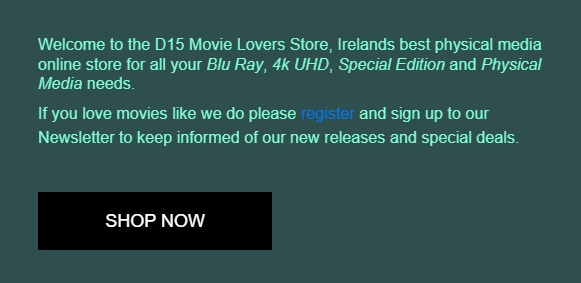 Welcome to the D15 Movie Lovers Store, Irelands best physical media
online store for all your Blu Ray, 4k UHD, Special Edition and Physical
Media needs.
If you love movies like we do please register and sign up to our
Newsletter to keep informed of our new releases and special deals.
SHOP NOW